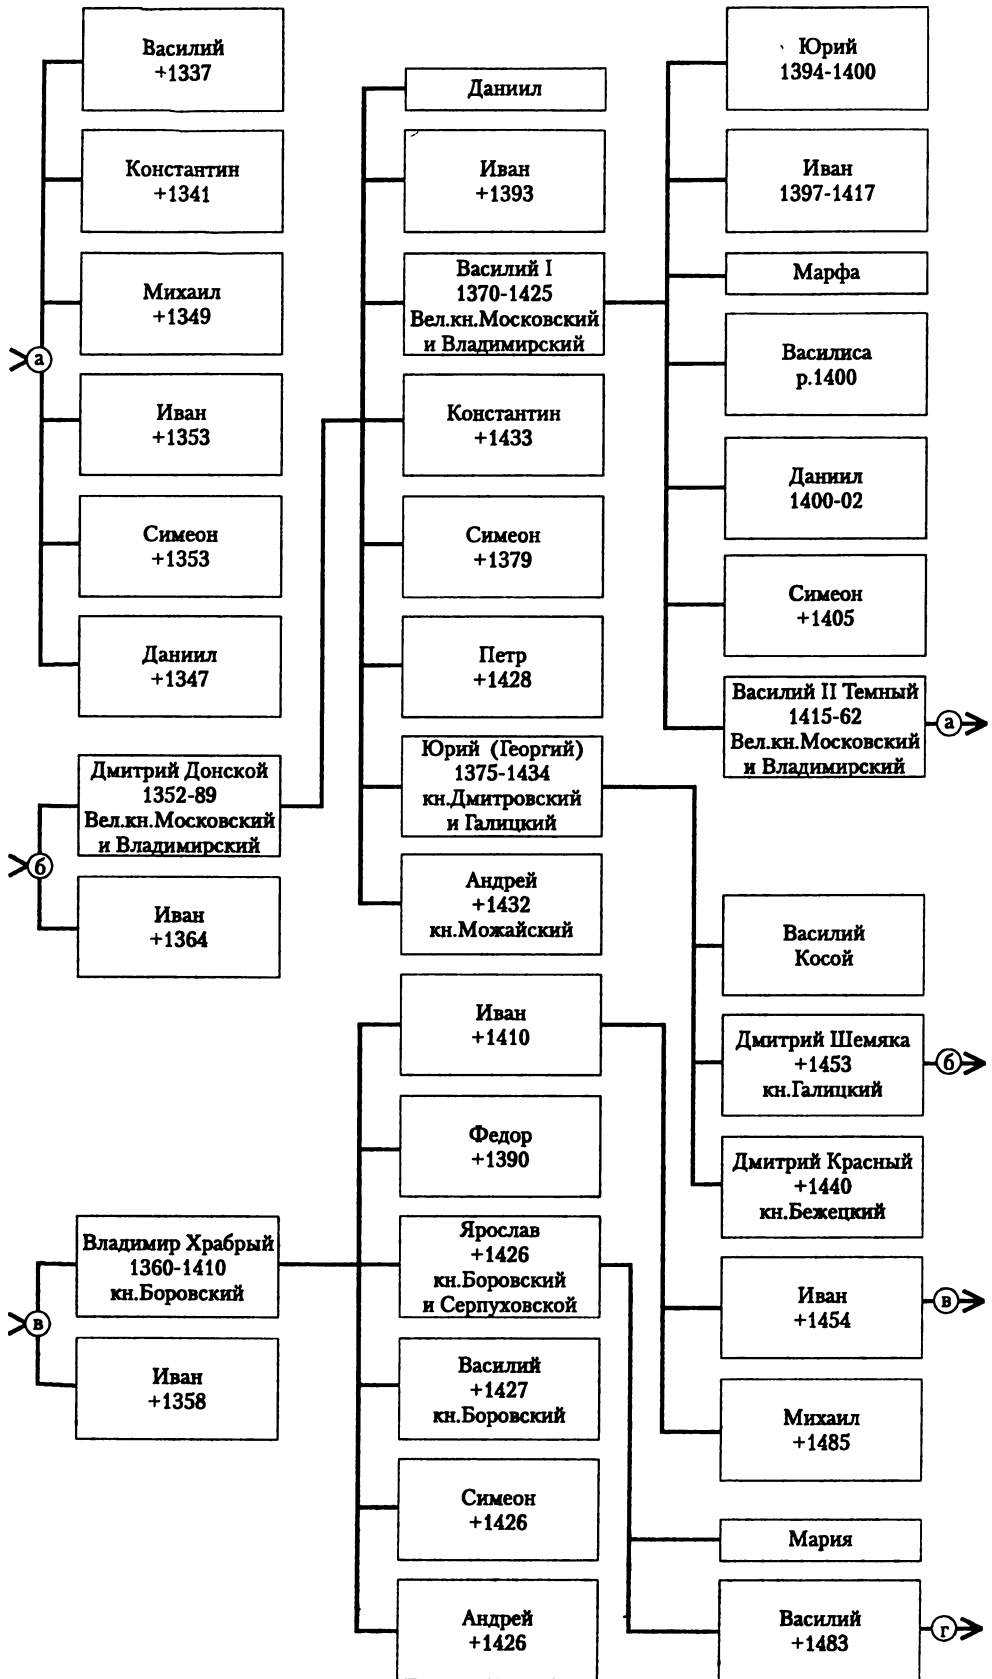 Василий
+1337
Константин
+1341
Михаил
+1349
а
Иван
+1353
Симеон
+1353
Даниил
+1347
Дмитрий Донской
1352-89
Вел.кн.Московский
и Владимирский
б
Иван
+1364
Владимир Храбрый
1360-1410
кн.Боровский
в
Иван
+1358
Даниил
Иван
+1393
Василий I
1370-1425
Вел.кн.Московский
и Владимирский
Константин
+1433
Симеон
+1379
Петр
+1428
Юрий (Георгий)
1375-1434
кн.Дмитровский
и Галицкий
Андрей
+1432
кн.Можайский
Иван
+1410
Федор
+1390
Ярослав
+1426
кн.Боровский
и Серпуховской
Василий
+1427
кн.Боровский
Симеон
+1426
Андрей
+1426
Юрий
1394-1400
Иван
1397-1417
Марфа
Василиса
р.1400
Даниил
1400-02
Симеон
+1405
Василий II Темный
1415-62
Вел.кн.Московский
и Владимирский
а
Василий
Косой
Дмитрий Шемяка
+1453
кн.Галицкий
б
Дмитрий Красный
+1440
кн.Бежецкий
Иван
+1454
в
Михаил
+1485
Мария
Василий
+1483
г